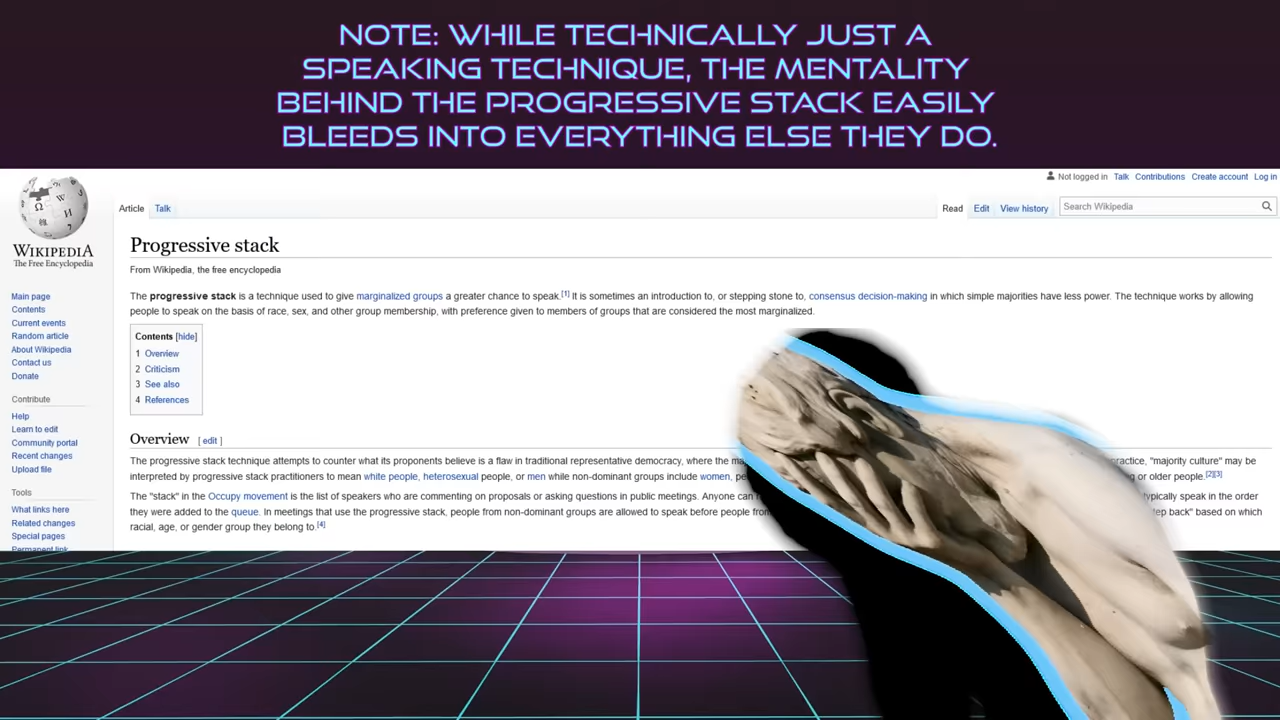 NOTE: WHILE TECHNICALLY JUST A
SPEAKING TECHNIQUE, THE MENTALITY
BEHIND THE PROGRESSIVE STACK EASILY
BLEEDS INTO EVERYTHING ELSE THEY DO.
Not logged in Talk Contributions Create account Log in
Article Talk Read Edit View history Search Wikipedia
WIKIPEDIA
The Free Encyclopedia
Main page
Contents
Current events
Random article
About Wikipedia
Contact us
Donate
Contribute
Help
Learn to edit
Community portal
Recent changes
Upload file
Tools
What links here
Related changes
Special pages
Permanent link
Progressive stack
From Wikipedia, the free encyclopedia
The progressive stack is a technique used to give marginalized groups a greater chance to speak.[1] It is sometimes an introduction to, or stepping stone to, consensus decision-making in which simple majorities have less power. The technique works by allowing
people to speak on the basis of race, sex, and other group membership, with preference given to members of groups that are considered the most marginalized.
Contents [hide]
1 Overview
2 Criticism
3 See also
4 References
Overview [ edit ]
The progressive stack technique attempts to counter what its proponents believe is a flaw in traditional representative democracy, where the "majority culture" may be
interpreted by progressive stack practitioners to mean white people, heterosexual people, or men while non-dominant groups include women, or older people.[2][3]
The "stack" in the Occupy movement is the list of speakers who are commenting on proposals or asking questions in public meetings. Anyone can speak in the order
they were added to the queue. In meetings that use the progressive stack, people from non-dominant groups are allowed to speak before people back" based on which
racial, age, or gender group they belong to.[4]